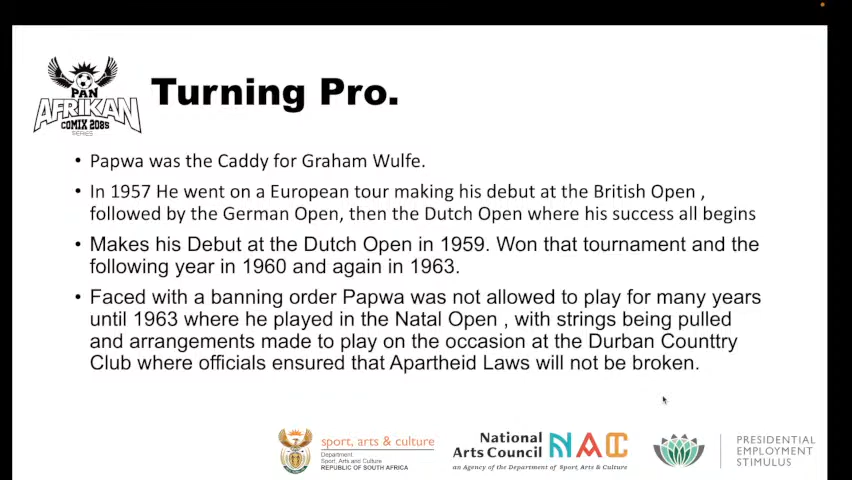 PAN
AFRIKAN
COMIX 2085
SERIES
Turning Pro.
• Papwa was the Caddy for Graham Wulfe.
• In 1957 He went on a European tour making his debut at the British Open ,
followed by the German Open, then the Dutch Open where his success all begins
• Makes his Debut at the Dutch Open in 1959. Won that tournament and the
following year in 1960 and again in 1963.
• Faced with a banning order Papwa was not allowed to play for many years
until 1963 where he played in the Natal Open , with strings being pulled
and arrangements made to play on the occasion at the Durban Counttry
Club where officials ensured that Apartheid Laws will not be broken.
sport, arts & culture
Department
Sport, Arts and Culture
REPUBLIC OF SOUTH AFRICA
National
Arts Council
NAC
an Agency of the Department of Sport, Arts & Culture
PRESIDENTIAL
EMPLOYMENT
STIMULUS